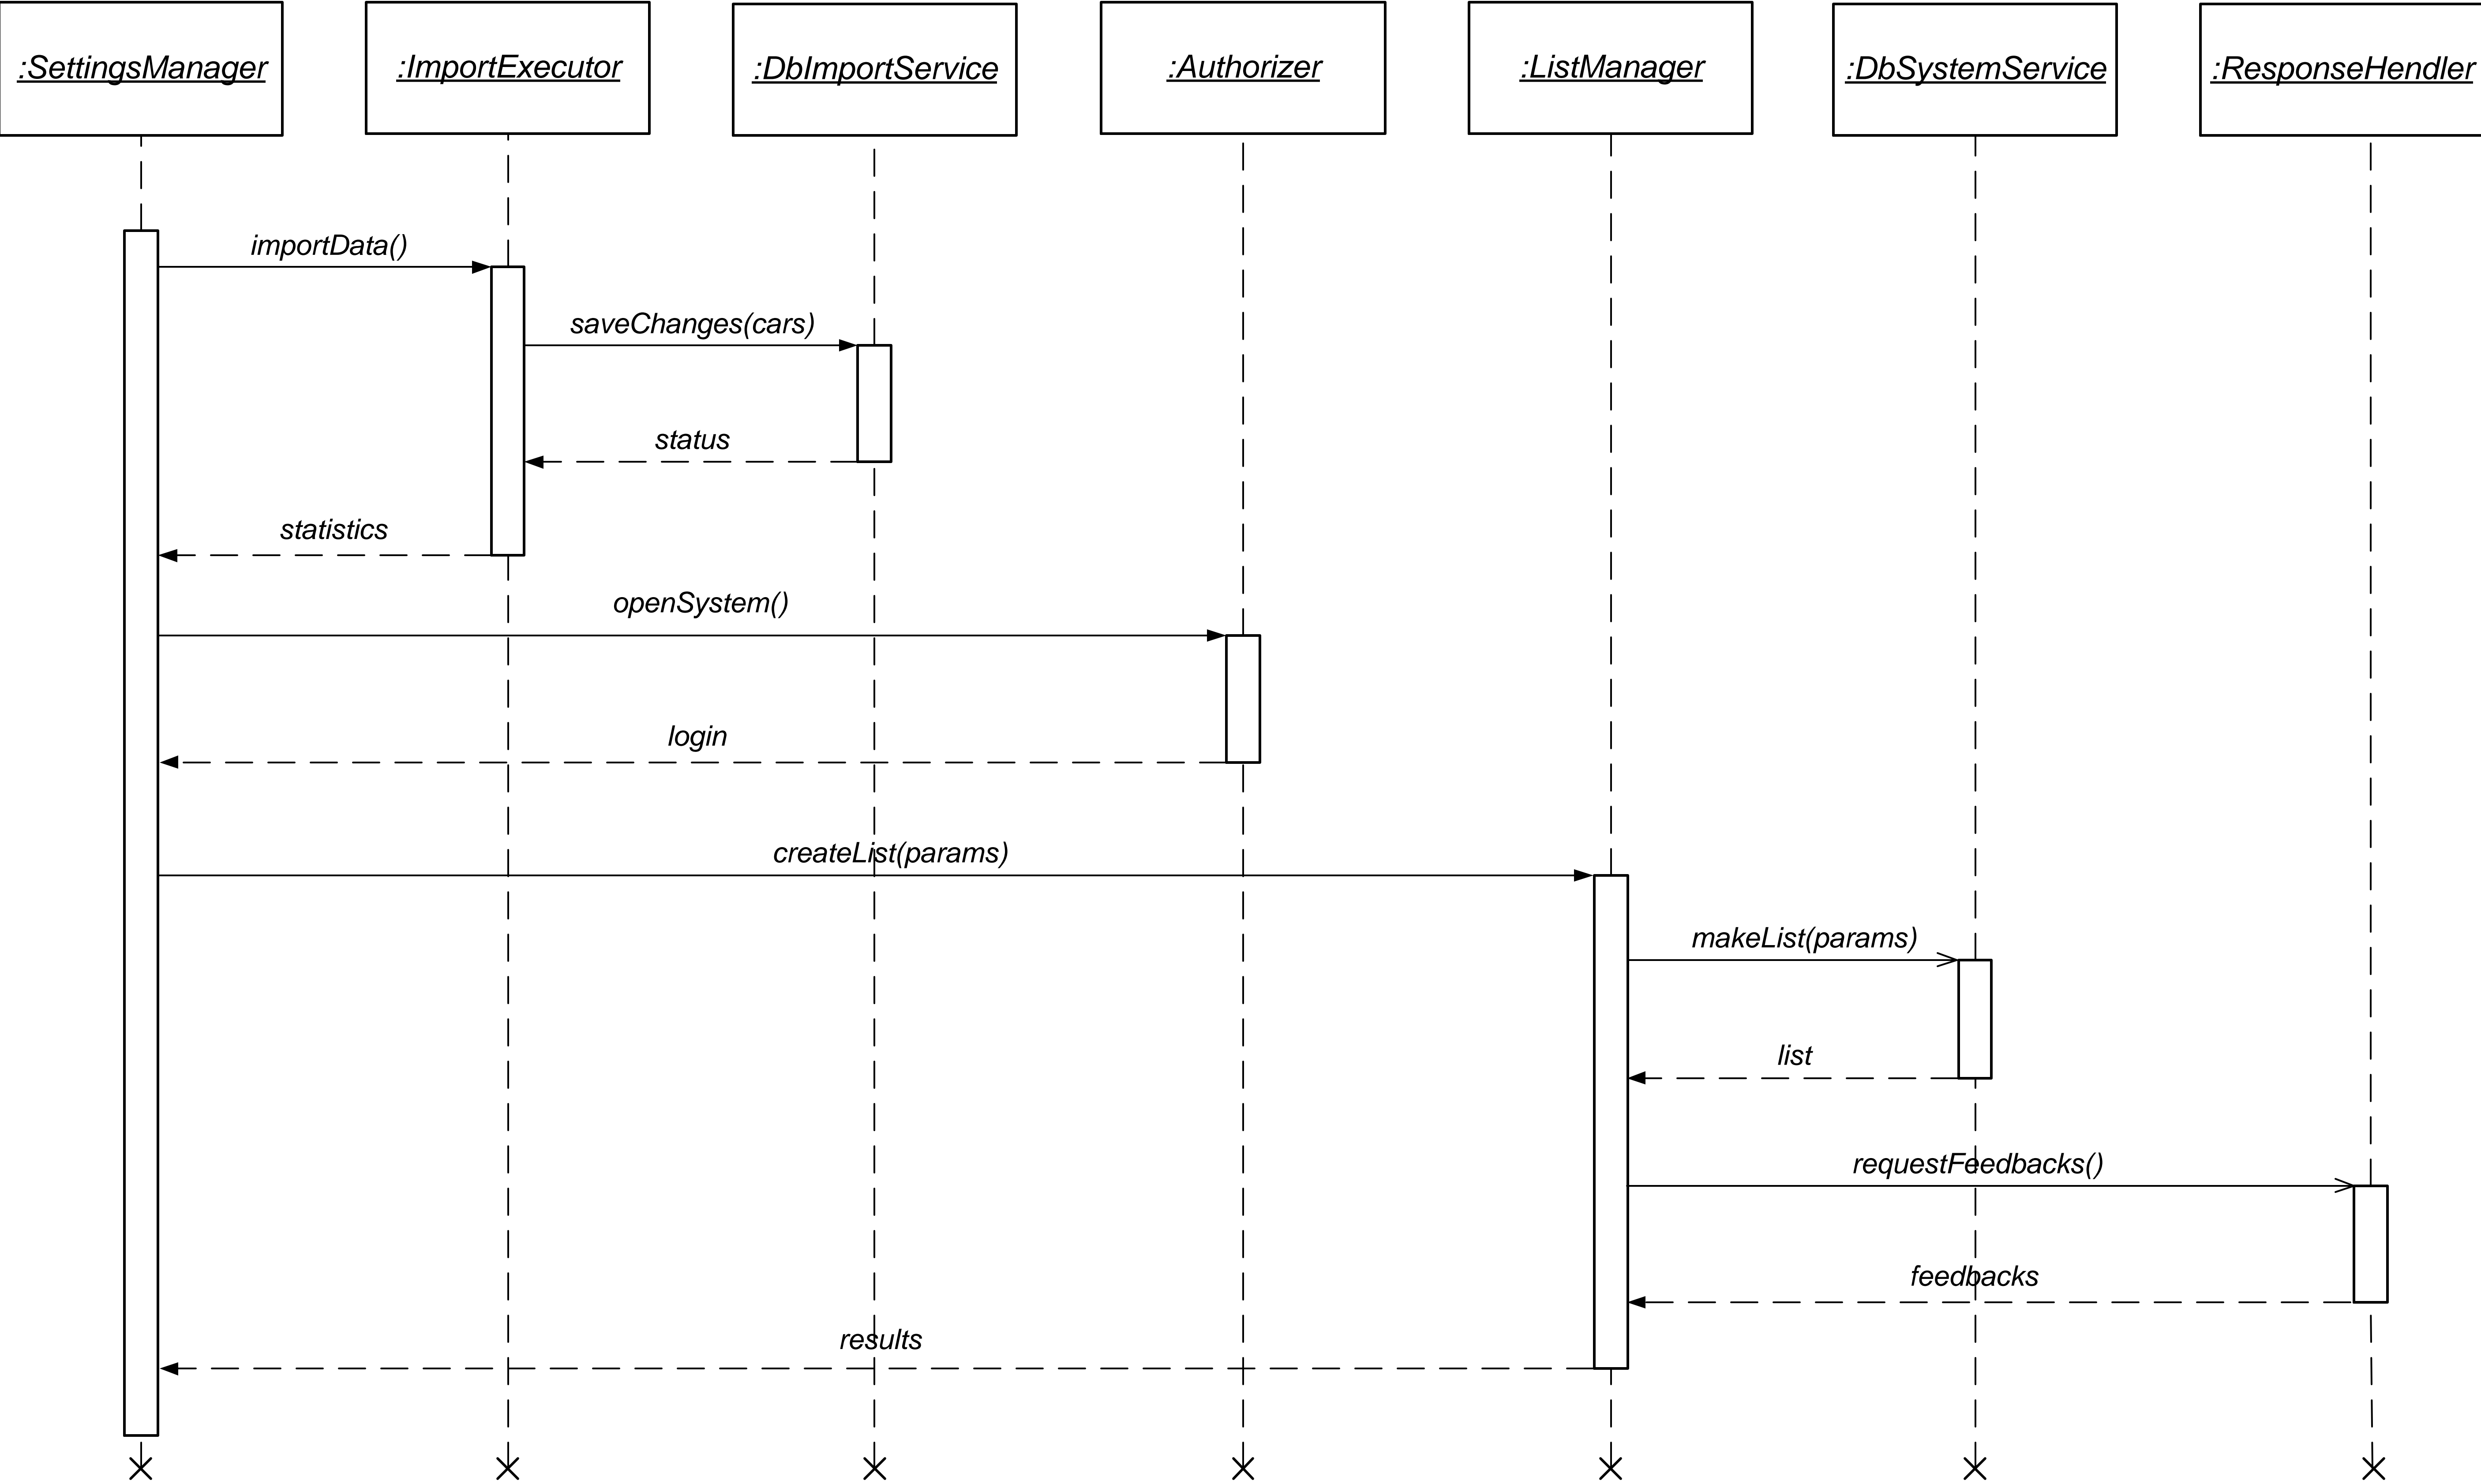 :SettingsManager
:ImportExecutor
:DbImportService
:Authorizer
:ListManager
:DbSystemService
:ResponseHendler
importData()
saveChanges(cars)
status
statistics
openSystem()
login
createList(params)
makeList(params)
list
requestFeedbacks()
feedbacks
results